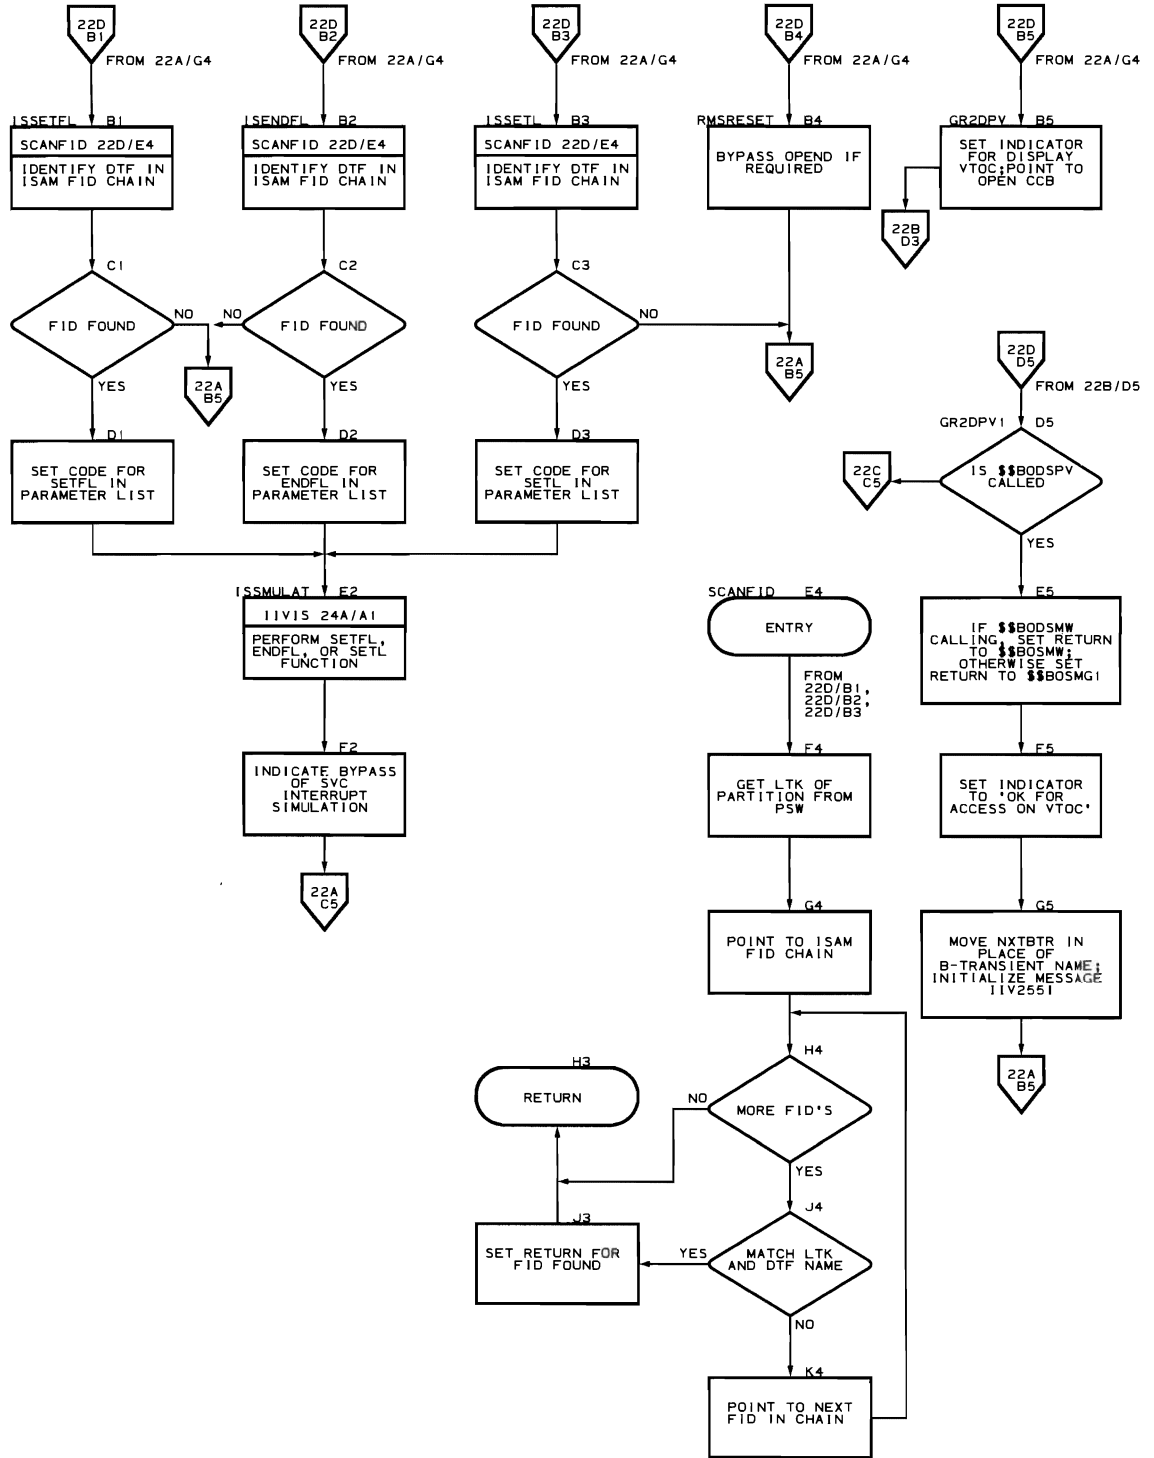 22D
B1
FROM 22A/G4
22D
B2
FROM 22A/G4
22D
B3
FROM 22A/G4
22D
B4
FROM 22A/G4
22D
B5
FROM 22A/G4
ISSETFL B1
SCANFID 22D/E4
IDENTIFY DTF IN
ISAM FID CHAIN
ISENDFL B2
SCANFID 22D/E4
IDENTIFY DTF IN
ISAM FID CHAIN
ISSETL B3
SCANFID 22D/E4
IDENTIFY DTF IN
ISAM FID CHAIN
RMSRESET B4
BYPASS OPEND IF
REQUIRED
GR2DPV B5
SET INDICATOR
FOR DISPLAY
VTOC;POINT TO
OPEN CCB
22B
D3
C1
FID FOUND
NO
YES
C2
FID FOUND
NO
YES
C3
FID FOUND
NO
YES
22A
B5
22A
B5
22D
D5
FROM 22B/D5
D1
SET CODE FOR
SETFL IN
PARAMETER LIST
D2
SET CODE FOR
ENDFL IN
PARAMETER LIST
D3
SET CODE FOR
SETL IN
PARAMETER LIST
GR2DPV1 D5
IS $$BODSPV
CALLED
22C
C5
YES
ISSMULAT E2
IIVIS 24A/A1
PERFORM SETFL,
ENDFL, OR SETL
FUNCTION
SCANFID E4
ENTRY
FROM
22D/B1,
22D/B2,
22D/B3
E5
IF $$BODSMW
CALLING, SET RETURN
TO $$BOSMW;
OTHERWISE SET
RETURN TO $$BOSMG1
F2
INDICATE BYPASS
OF SVC
INTERRUPT
SIMULATION
F4
GET LTK OF
PARTITION FROM
PSW
F5
SET INDICATOR
TO 'OK FOR
ACCESS ON VTOC'
22A
C5
G4
POINT TO ISAM
FID CHAIN
G5
MOVE NXTBTR IN
PLACE OF
B-TRANSIENT NAME;
INITIALIZE MESSAGE
IIV255I
22A
B5
H3
RETURN
H4
MORE FID'S
NO
YES
J3
SET RETURN FOR
FID FOUND
J4
MATCH LTK
AND DTF NAME
YES
NO
K4
POINT TO NEXT
FID IN CHAIN